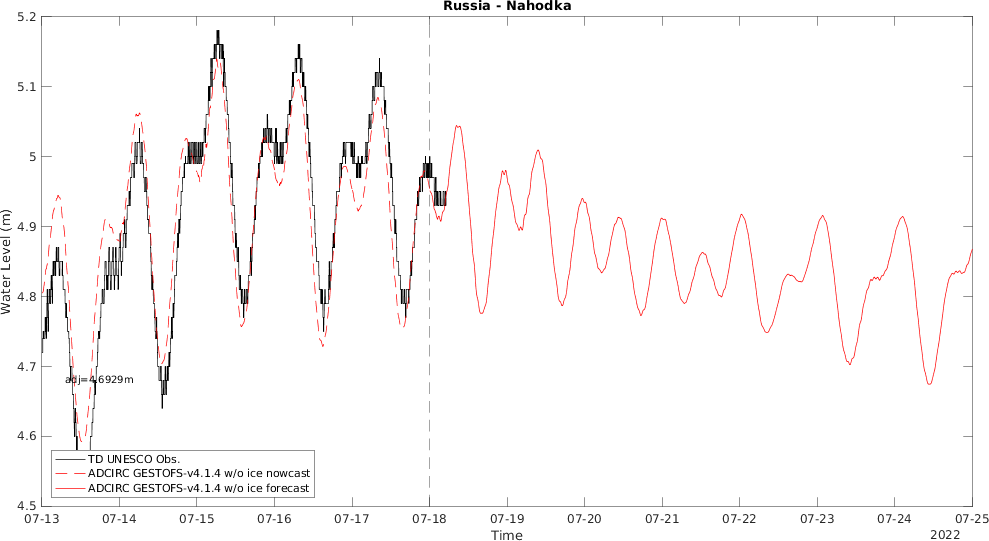 Russia - Nahodka
5.2
5.1
5
4.9
4.8
4.7
4.6
4.5
Water Level (m)
adj=4.6929m
TD UNESCO Obs.
ADCIRC GESTOFS-v4.1.4 w/o ice nowcast
ADCIRC GESTOFS-v4.1.4 w/o ice forecast
07-13 07-14 07-15 07-16 07-17 07-18 07-19 07-20 07-21 07-22 07-23 07-24 07-25
Time
2022